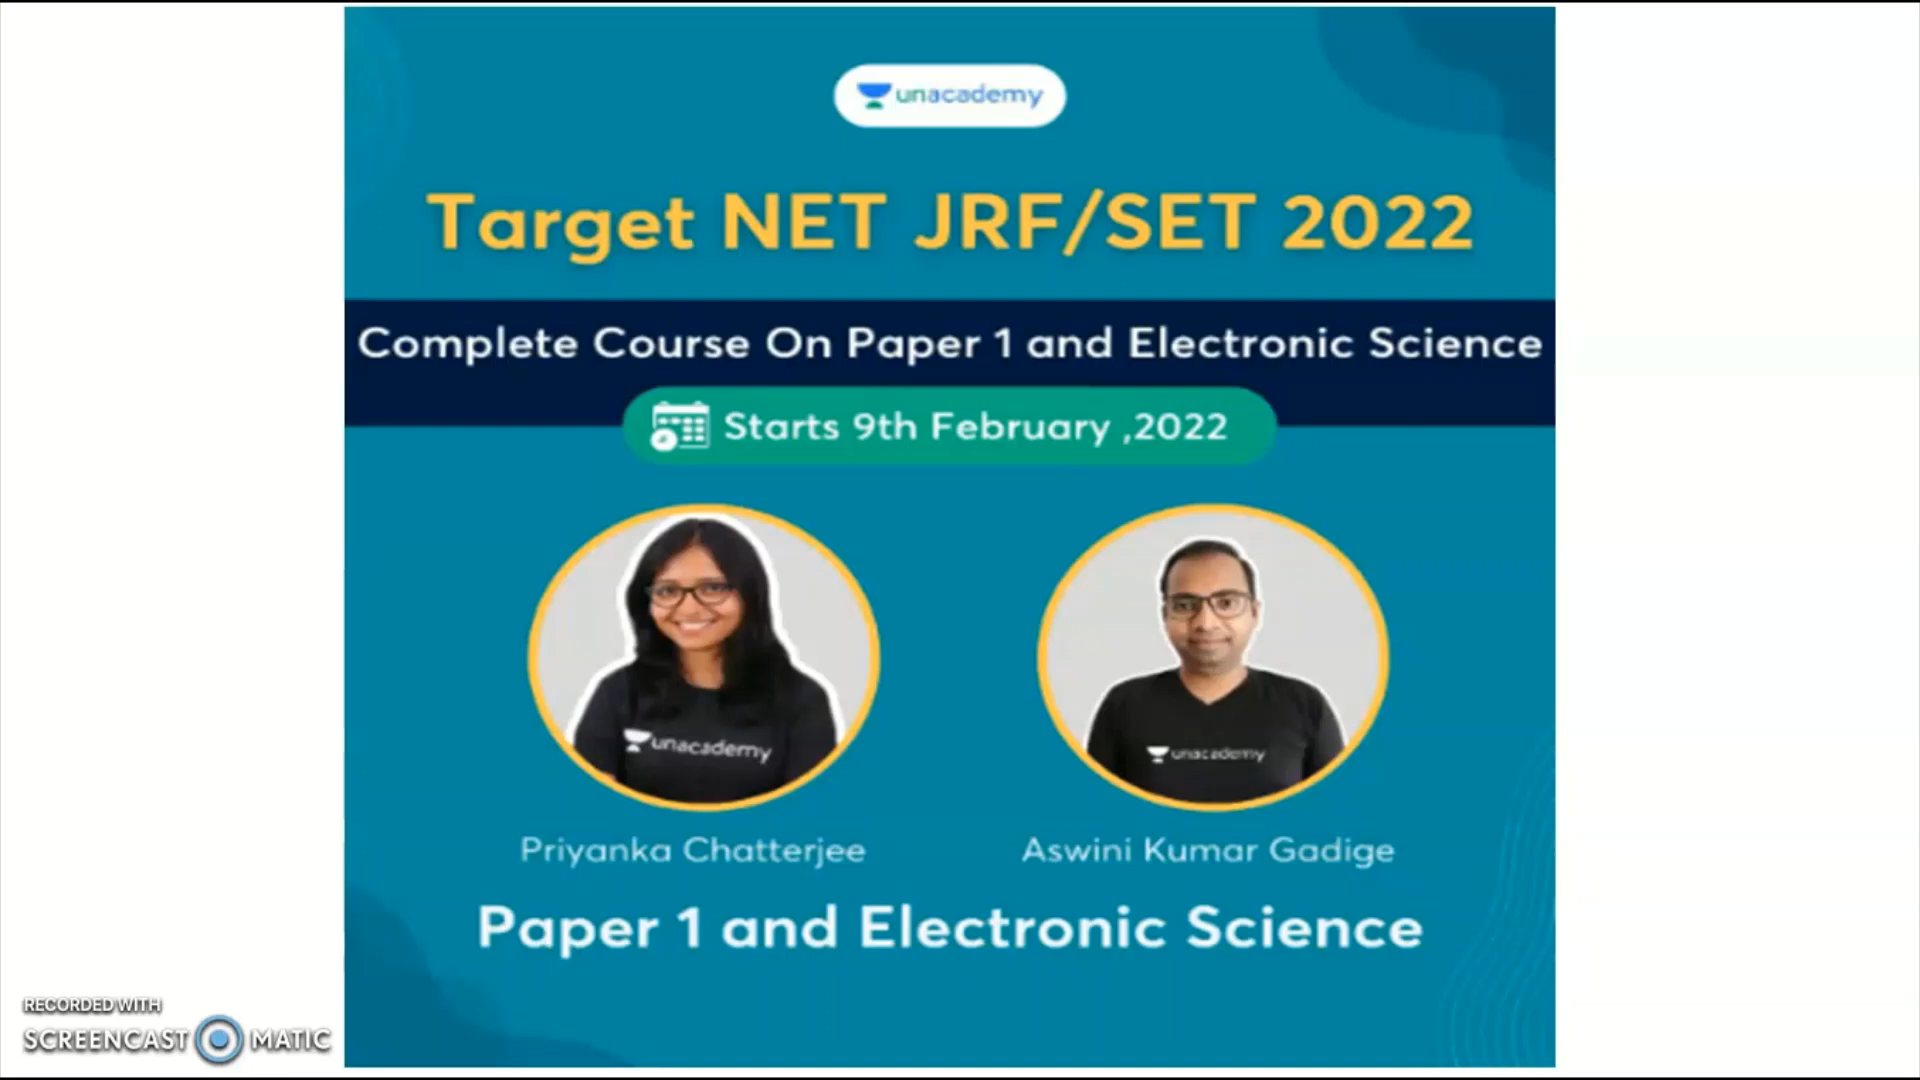 unacademy
Target NET JRF/SET 2022
Complete Course On Paper 1 and Electronic Science
Starts 9th February ,2022
unacademy
unacademy
Priyanka Chatterjee
Aswini Kumar Gadige
Paper 1 and Electronic Science
RECORDED WITH
SCREENCAST MATIC